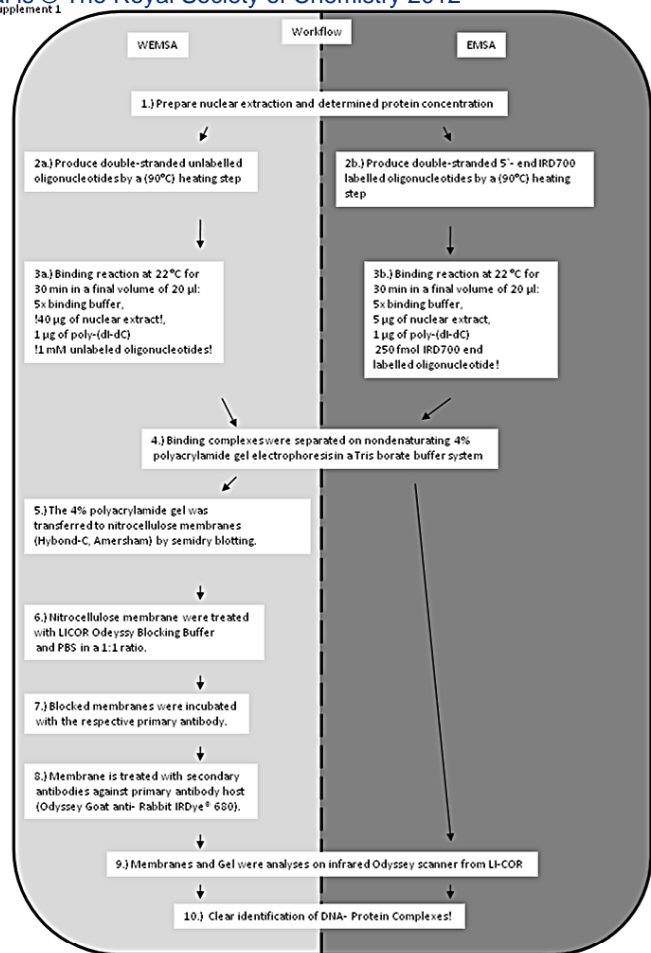 The Royal Society of Chemistry 2012
upplement 1
Workflow
WEMSA
EMSA
1.) Prepare nuclear extraction and determined protein concentration
2a.) Produce double-stranded unlabelled
oligonucleotides by a (90°C) heating step
2b.) Produce double-stranded 5`- end IRD700
labelled oligonucleotides by a (90°C) heating
step
3a.) Binding reaction at 22°C for
30 min in a final volume of 20 µl:
5x binding buffer,
!40 µg of nuclear extract!,
1 µg of poly-(dI-dC)
!1 mM unlabeled oligonucleotides!
3b.) Binding reaction at 22°C for
30 min in a final volume of 20 µl:
5x binding buffer,
5 µg of nuclear extract,
1 µg of poly-(dI-dC)
250 fmol IRD700 end
labelled oligonucleotide!
4.) Binding complexes were separated on nondenaturating 4%
polyacrylamide gel electrophoresis in a Tris borate buffer system
5.) The 4% polyacrylamide gel was
transferred to nitrocellulose membranes
(Hybond-C, Amersham) by semidry blotting.
6.) Nitrocellulose membrane were treated
with LICOR Odeyssy Blocking Buffer
and PBS in a 1:1 ratio.
7.) Blocked membranes were incubated
with the respective primary antibody.
8.) Membrane is treated with secondary
antibodies against primary antibody host
(Odyssey Goat anti- Rabbit IRDye® 680).
9.) Membranes and Gel were analyses on infrared Odyssey scanner from LI-COR
10.) Clear identification of DNA- Protein Complexes!